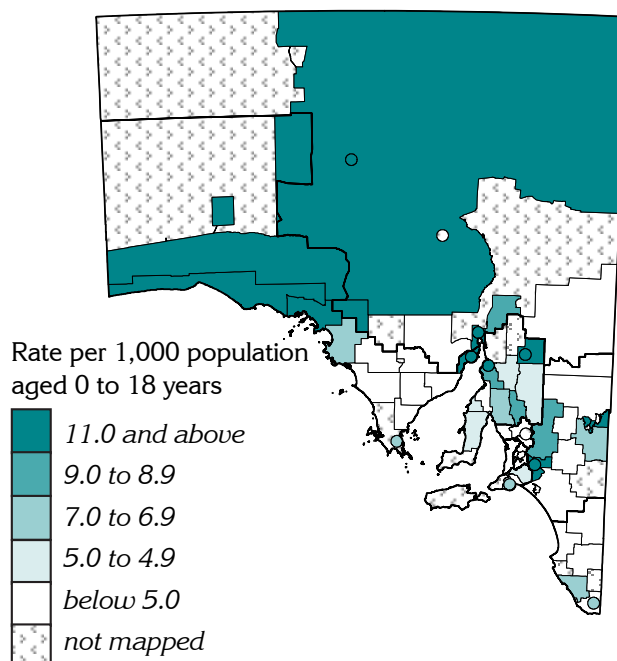 Rate per 1,000 population
aged 0 to 18 years
11.0 and above
9.0 to 8.9
7.0 to 6.9
5.0 to 4.9
below 5.0
not mapped